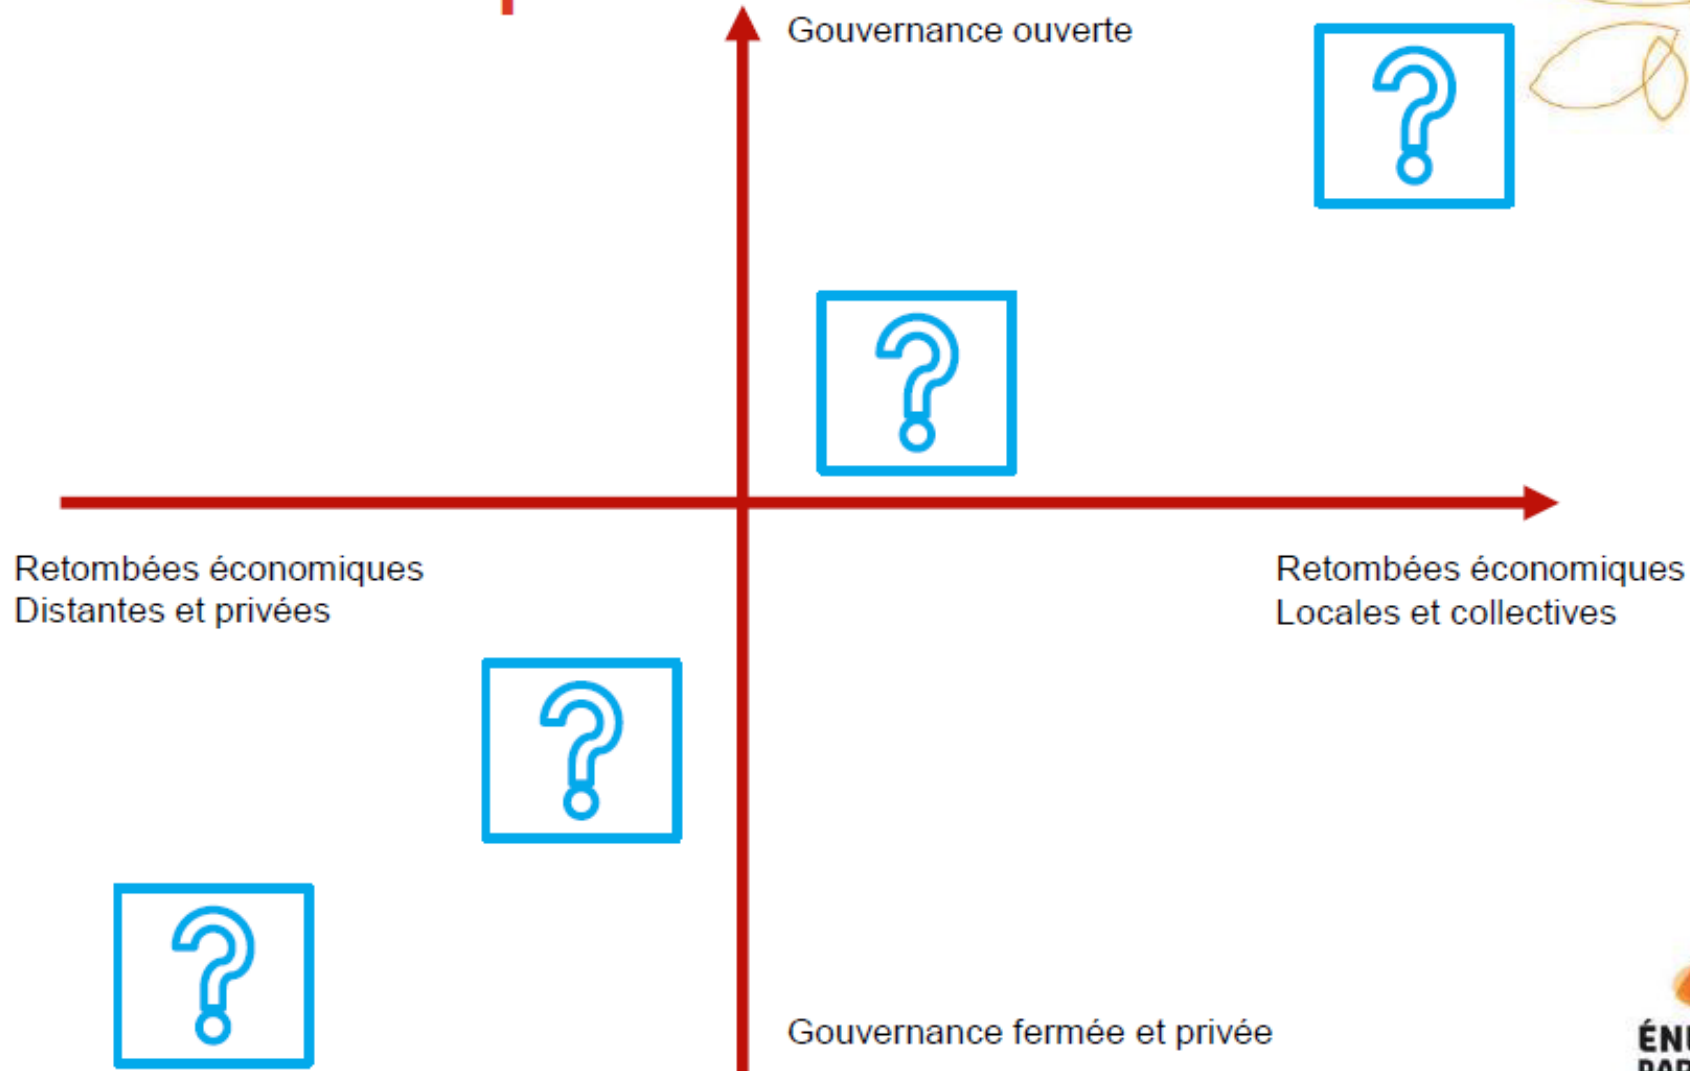 Gouvernance ouverte
Retombées économiques
Distantes et privées
Retombées économiques
Locales et collectives
Gouvernance fermée et privée